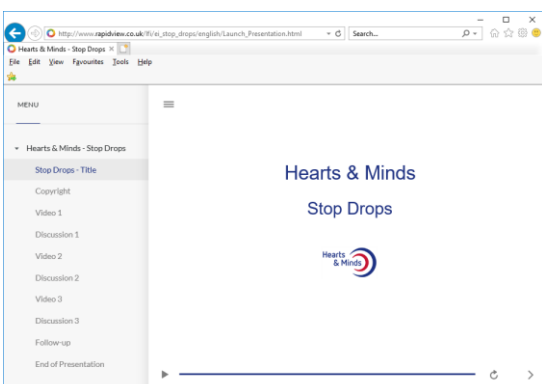 http://www.rapidview.co.uk/lfi/ei_stop_drops/english/Launch_Presentation.html
Search...
Hearts & Minds - Stop Drops
File Edit View Favourites Tools Help
MENU
Hearts & Minds - Stop Drops
Stop Drops - Title
Copyright
Video 1
Discussion 1
Video 2
Discussion 2
Video 3
Discussion 3
Follow-up
End of Presentation
Hearts & Minds
Stop Drops
Hearts
& Minds